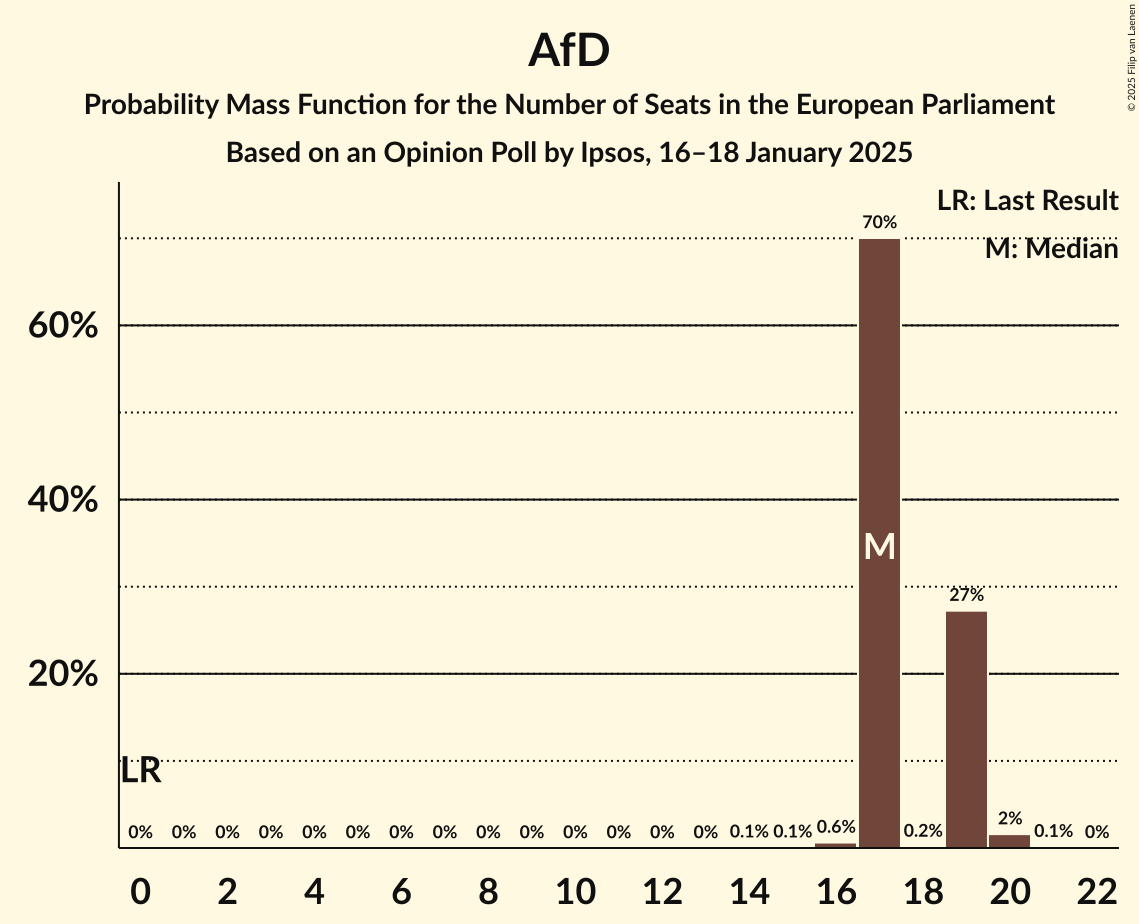 AfD
Probability Mass Function for the Number of Seats in the European Parliament
Based on an Opinion Poll by Ipsos, 16–18 January 2025
© 2025 Filip van Laenen
LR: Last Result
M: Median
70%
60%
40%
M
27%
20%
LR
0% 0% 0% 0% 0% 0% 0% 0% 0% 0% 0% 0% 0% 0% 0.1% 0.1% 0.6% 0.2% 2% 0.1% 0%
0 2 4 6 8 10 12 14 16 18 20 22